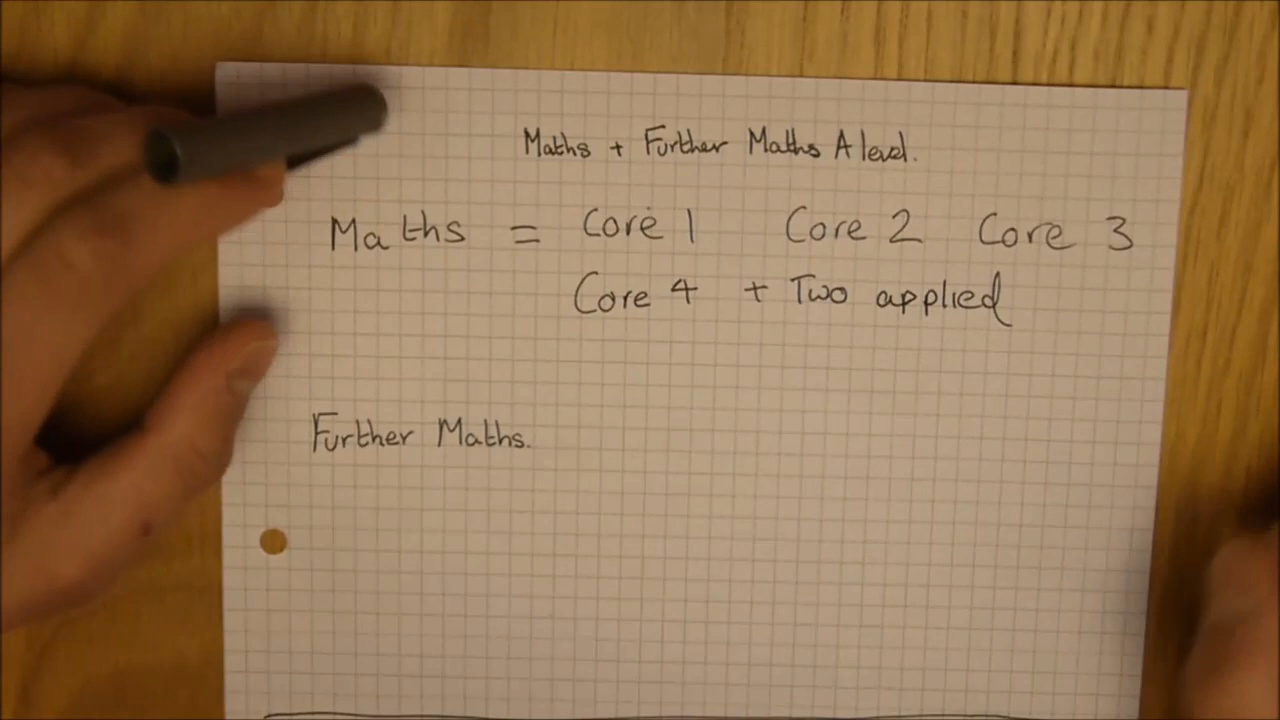 Maths + Further Maths A level.
Maths = Core 1 Core 2 Core 3
Core 4 + Two applied
Further Maths.